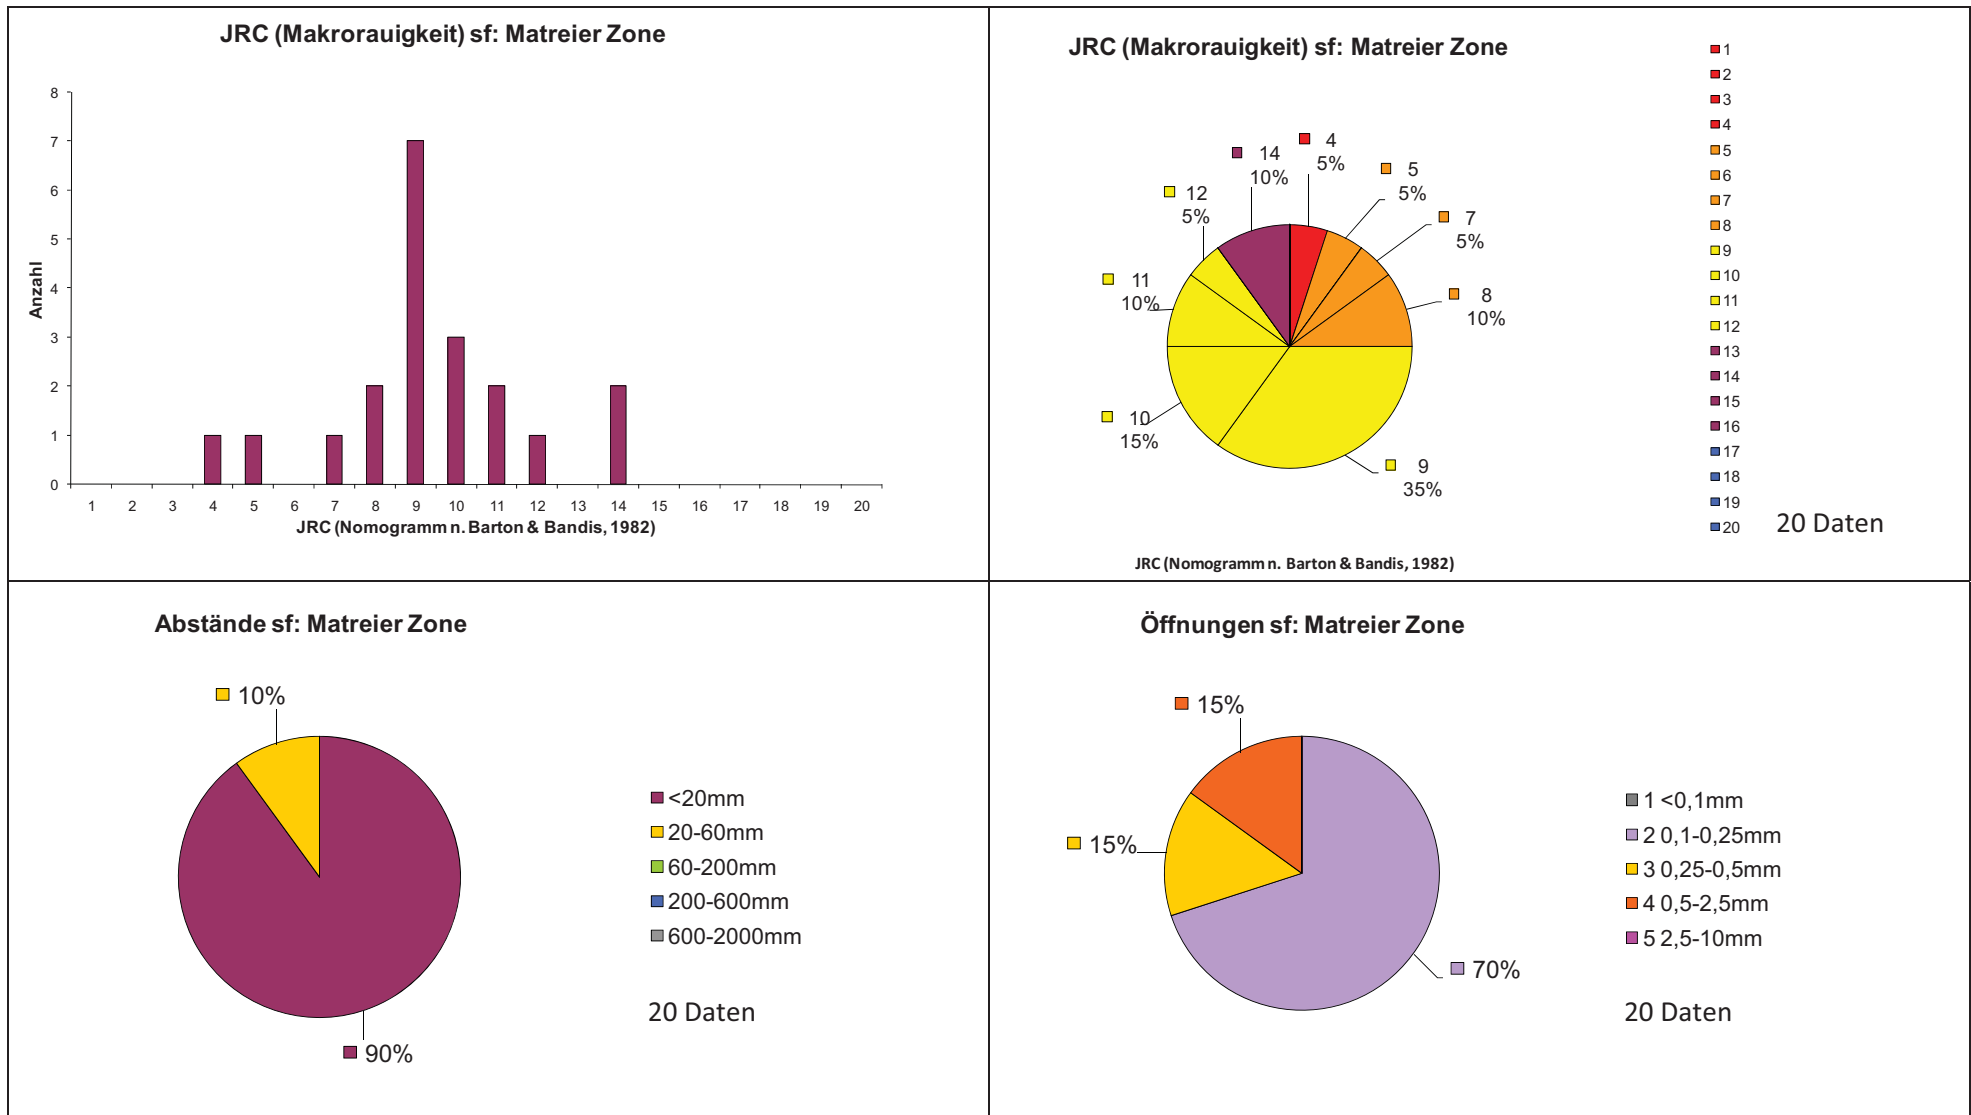 JRC (Makrorauigkeit) sf: Matreier Zone
8
7
6
5
4
3
2
1
0
Anzahl
1 2 3 4 5 6 7 8 9 10 11 12 13 14 15 16 17 18 19 20
JRC (Nomogramm n. Barton & Bandis, 1982)
JRC (Makrorauigkeit) sf: Matreier Zone
4
5%
5
5%
7
5%
8
10%
9
35%
10
15%
11
10%
12
5%
14
10%
1
2
3
4
5
6
7
8
9
10
11
12
13
14
15
16
17
18
19
20
20 Daten
JRC (Nomogramm n. Barton & Bandis, 1982)
Abstände sf: Matreier Zone
10%
90%
<20mm
20-60mm
60-200mm
200-600mm
600-2000mm
20 Daten
Öffnungen sf: Matreier Zone
15%
15%
70%
1 <0,1mm
2 0,1-0,25mm
3 0,25-0,5mm
4 0,5-2,5mm
5 2,5-10mm
20 Daten